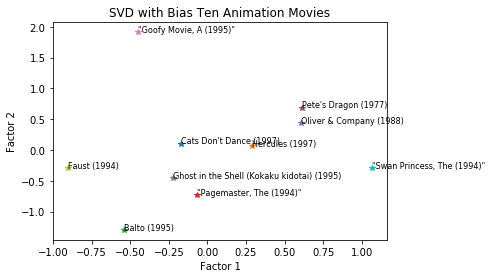 SVD with Bias Ten Animation Movies
2.0
"Goofy Movie, A (1995)"
1.5
1.0
Pete's Dragon (1977)
0.5
Oliver & Company (1988)
Cats Don't Dance (1997)
Hercules (1997)
0.0
Faust (1994)
"Swan Princess, The (1994)"
Ghost in the Shell (Kokaku kidotai) (1995)
−0.5
"Pagemaster, The (1994)"
−1.0
Balto (1995)
Factor 2
−1.00 −0.75 −0.50 −0.25 0.00 0.25 0.50 0.75 1.00
Factor 1